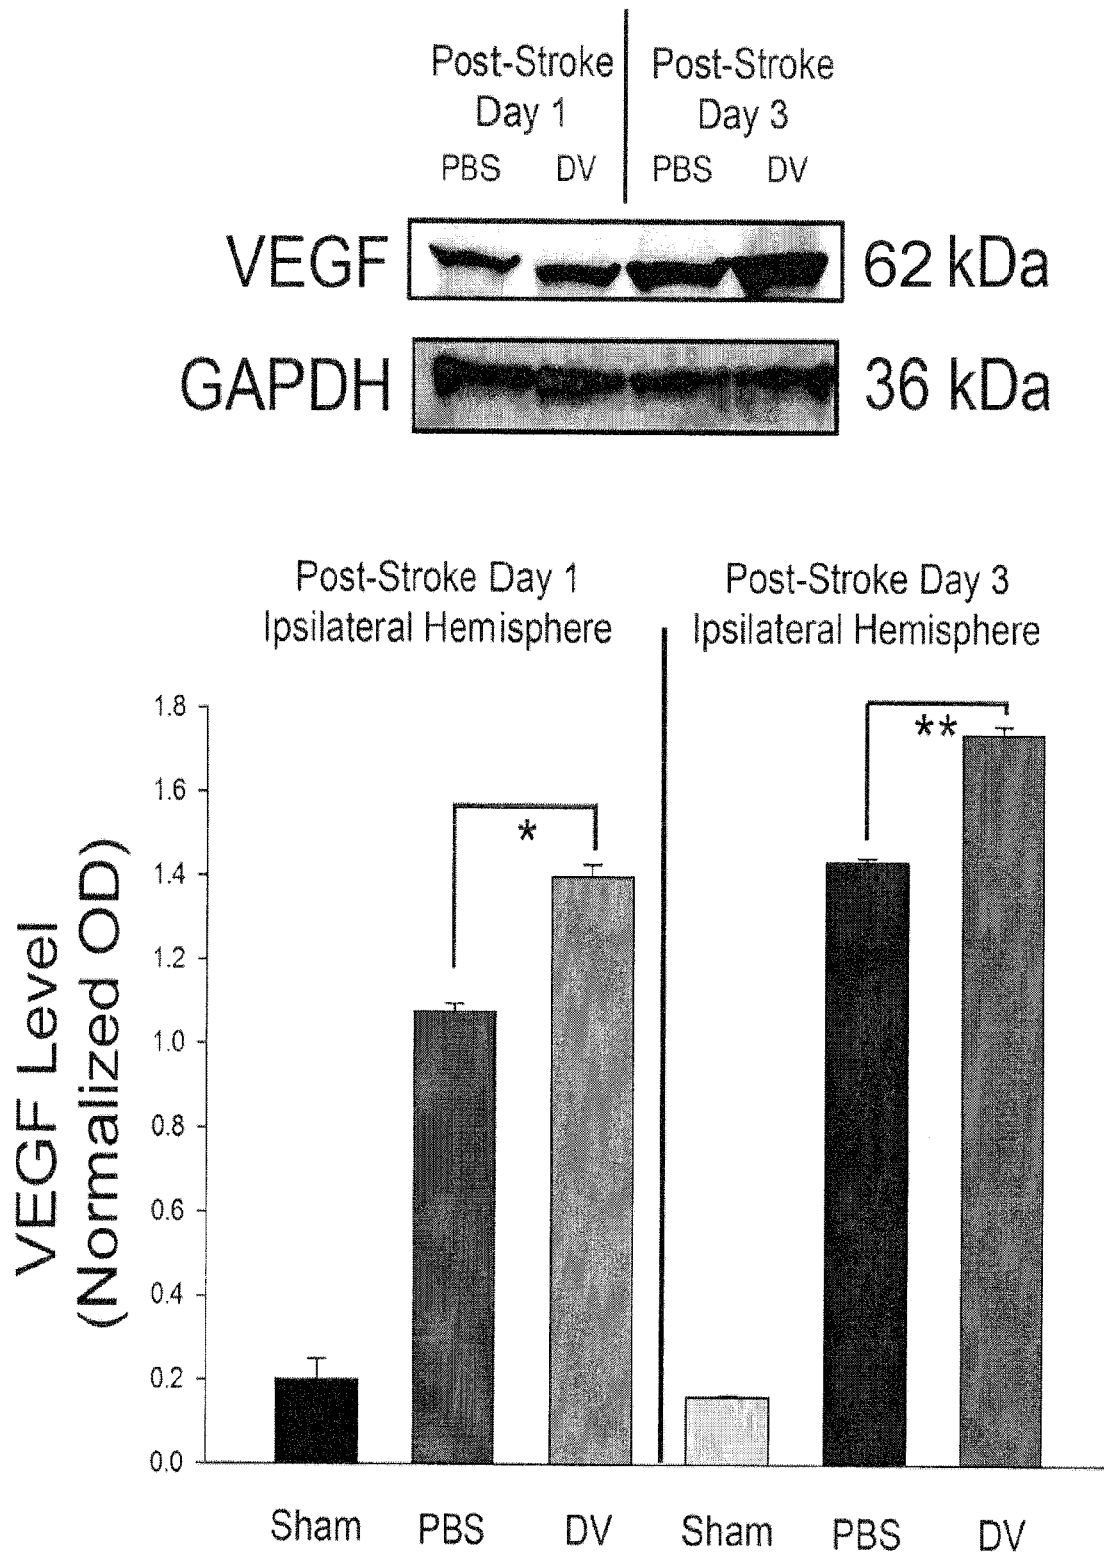 Post-Stroke Post-Stroke
Day 1 Day 3
PBS DV PBS DV
VEGF 62 kDa
GAPDH 36 kDa
Post-Stroke Day 1 Post-Stroke Day 3
Ipsilateral Hemisphere Ipsilateral Hemisphere
VEGF Level
(Normalized OD)
1.8
**
1.6
*
1.4
1.2
1.0
0.8
0.6
0.4
0.2
0.0
Sham PBS DV Sham PBS DV